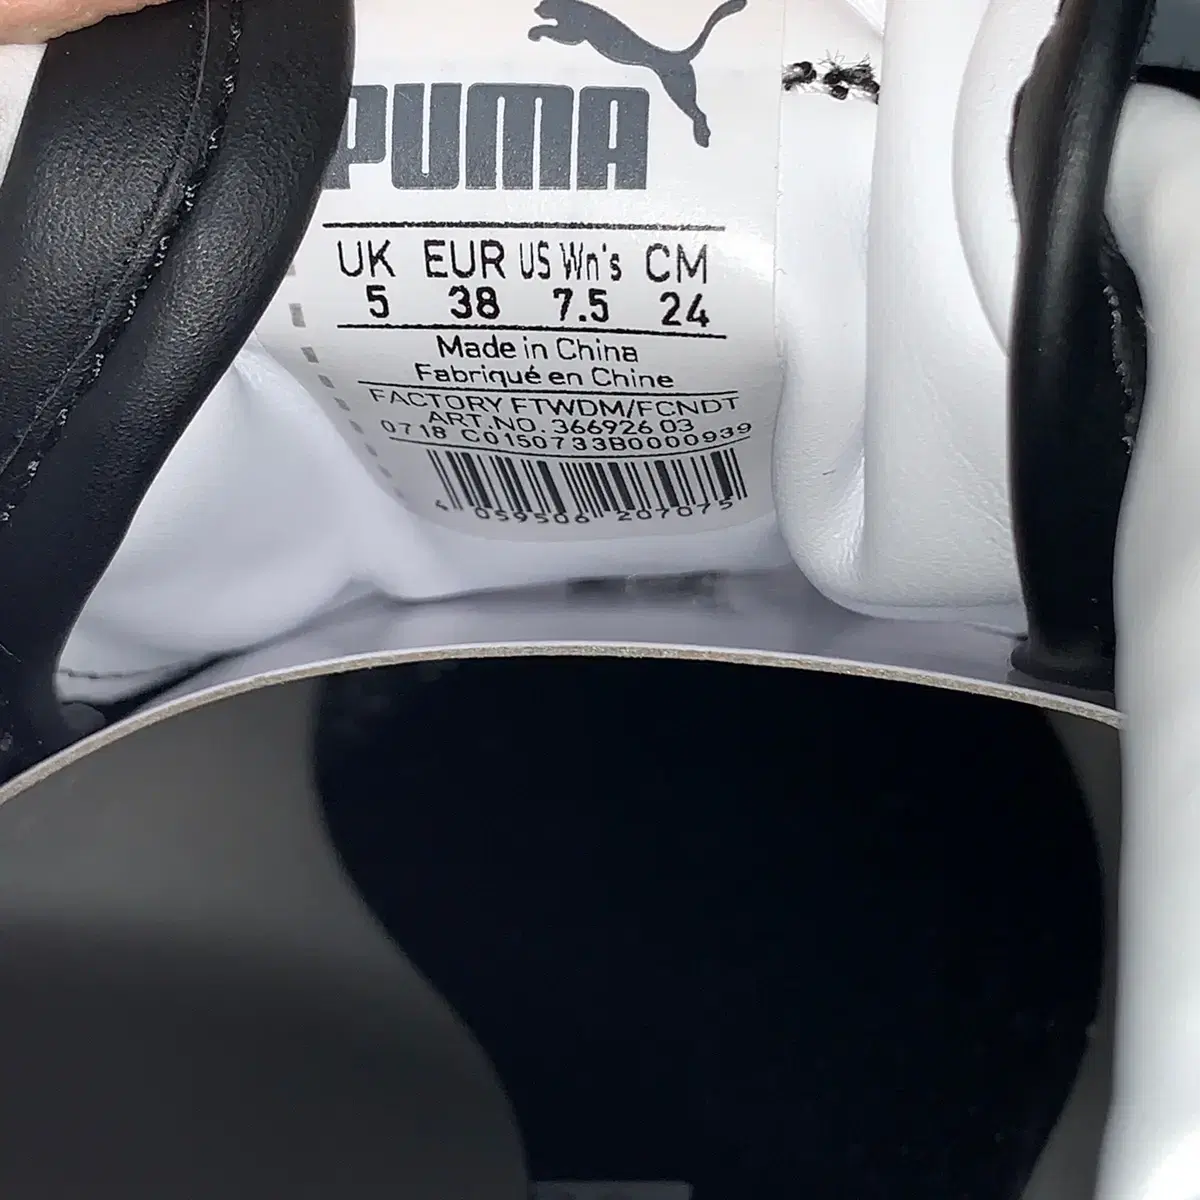 PUMA
UK EUR US Wn's CM
5 38 7.5 24
Made in China
Fabriqué en Chine
FACTORY FTWDM/FCNDT
ART.NO. 366926 03
0718 C0150733B0000939
4 059506 207075